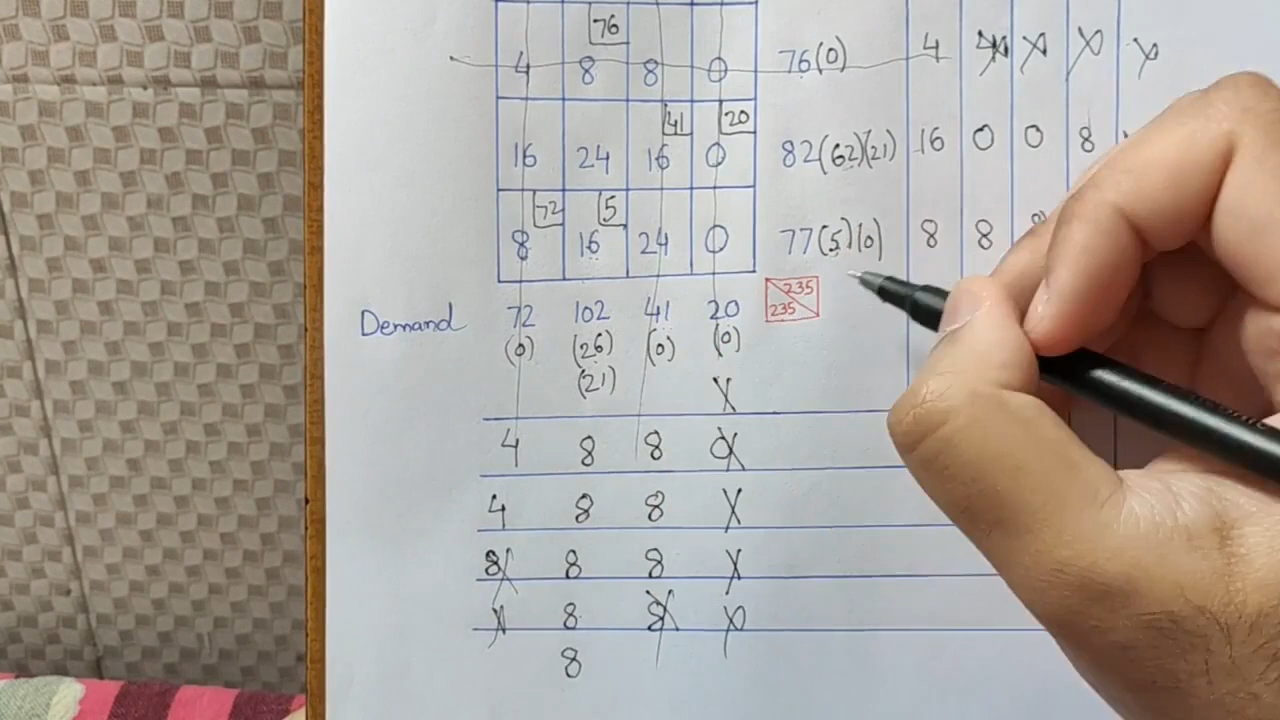 76
4 8 8 0 76(0) 4 4 X X X
41 20
16 24 16 0 82(62)(21) 16 0 0 8
72 5
8 16 24 0 77(5)(0) 8 8
235
235
Demand 72 102 41 20
(0) (26) (0) (0)
(21) X
4 8 8 0
4 8 8 X
8 8 8 X
X 8 8 X
8